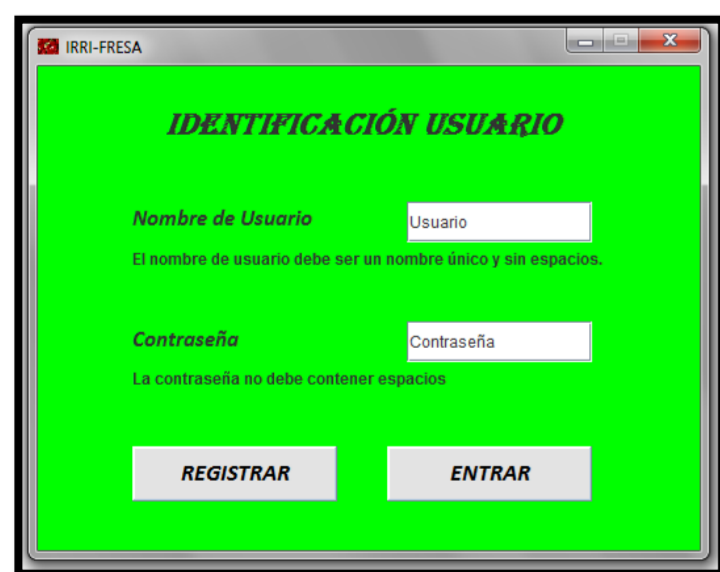 IRRI-FRESA
IDENTIFICACIÓN USUARIO
Nombre de Usuario
Usuario
El nombre de usuario debe ser un nombre único y sin espacios.
Contraseña
Contraseña
La contraseña no debe contener espacios
REGISTRAR
ENTRAR